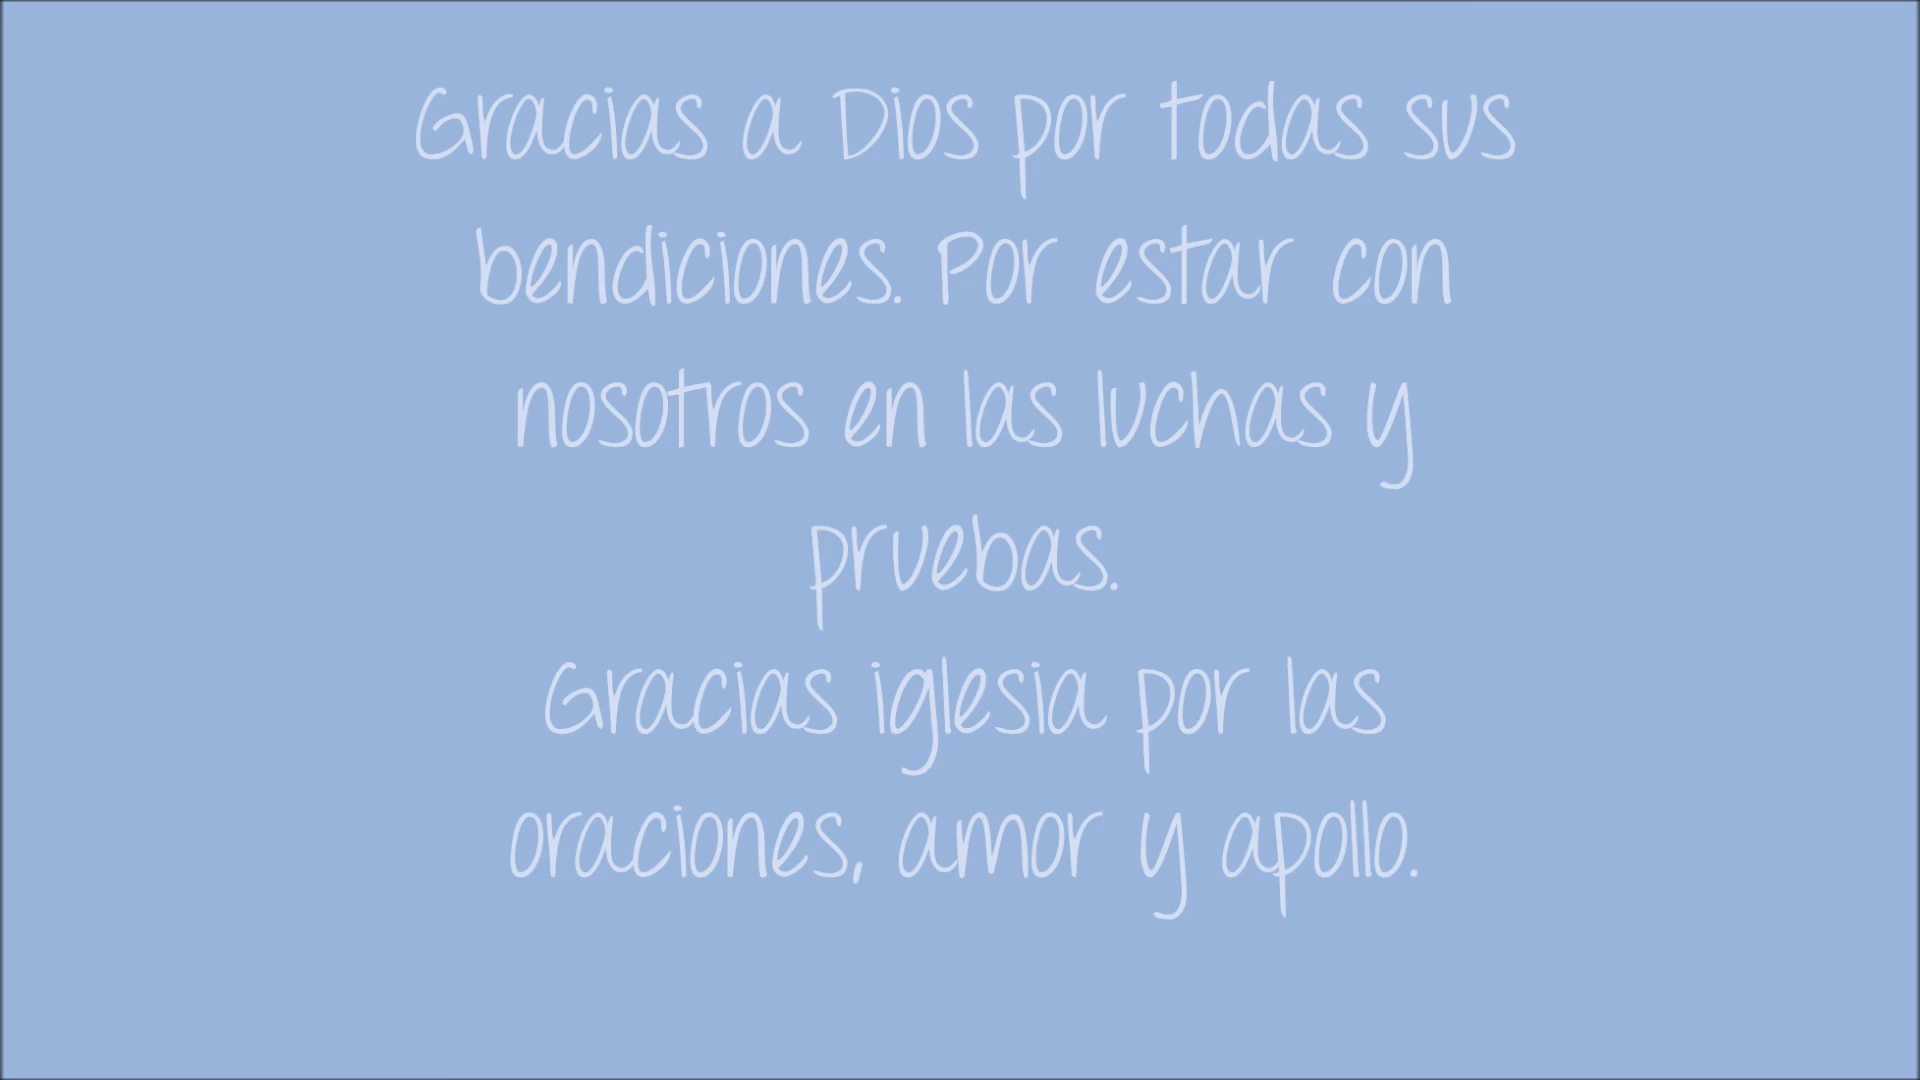 Gracias a Dios por todas sus
bendiciones. Por estar con
nosotros en las luchas y
pruebas.
Gracias iglesia por las
oraciones, amor y apollo.